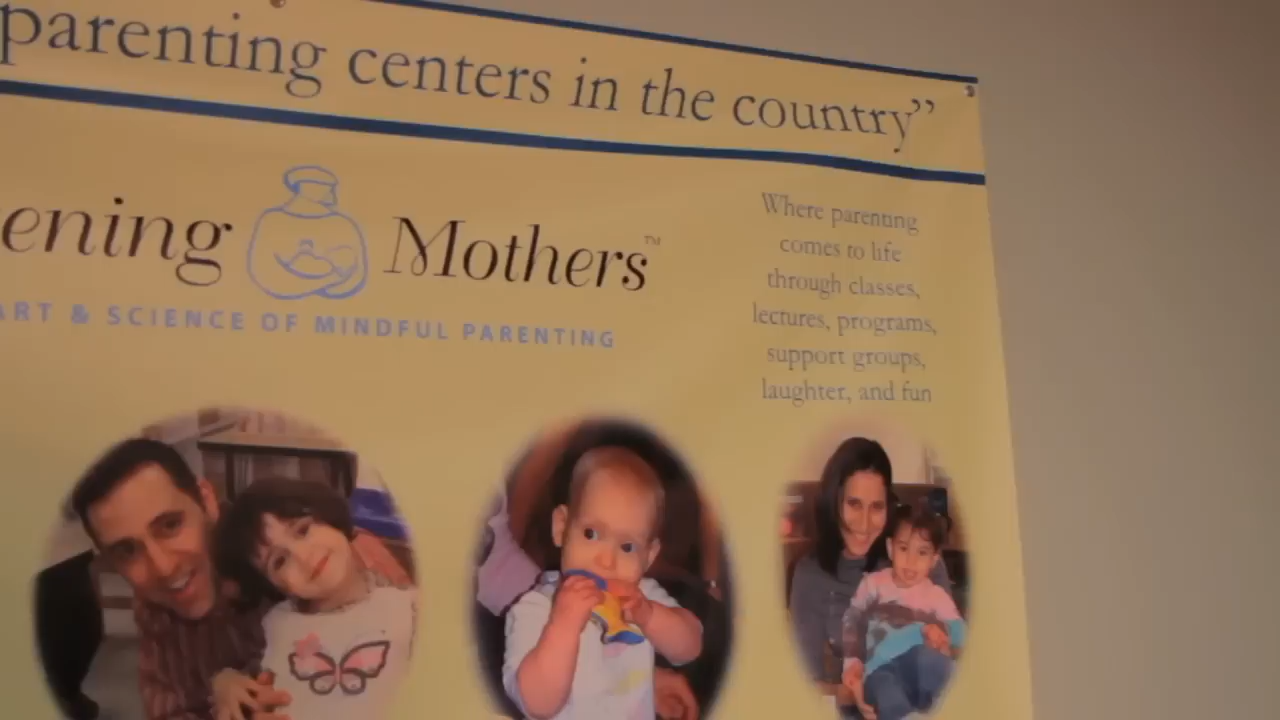 parenting centers in the country”
ening Mothers™
ART & SCIENCE OF MINDFUL PARENTING
Where parenting
comes to life
through classes,
lectures, programs,
support groups,
laughter, and fun